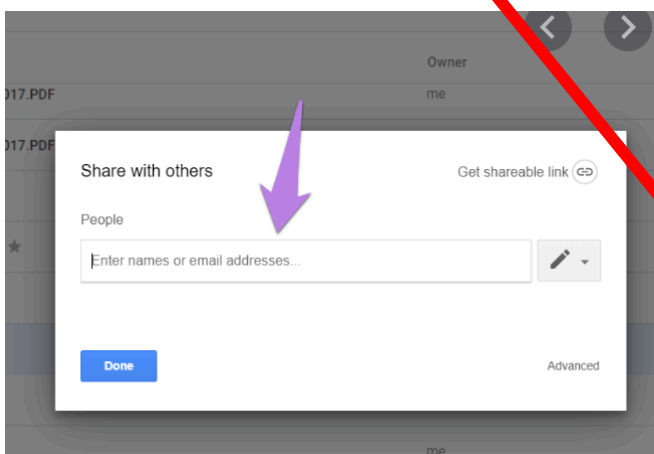 Owner
017.PDF me
017.PDF
Share with others Get shareable link
People
Enter names or email addresses...
Done Advanced
me